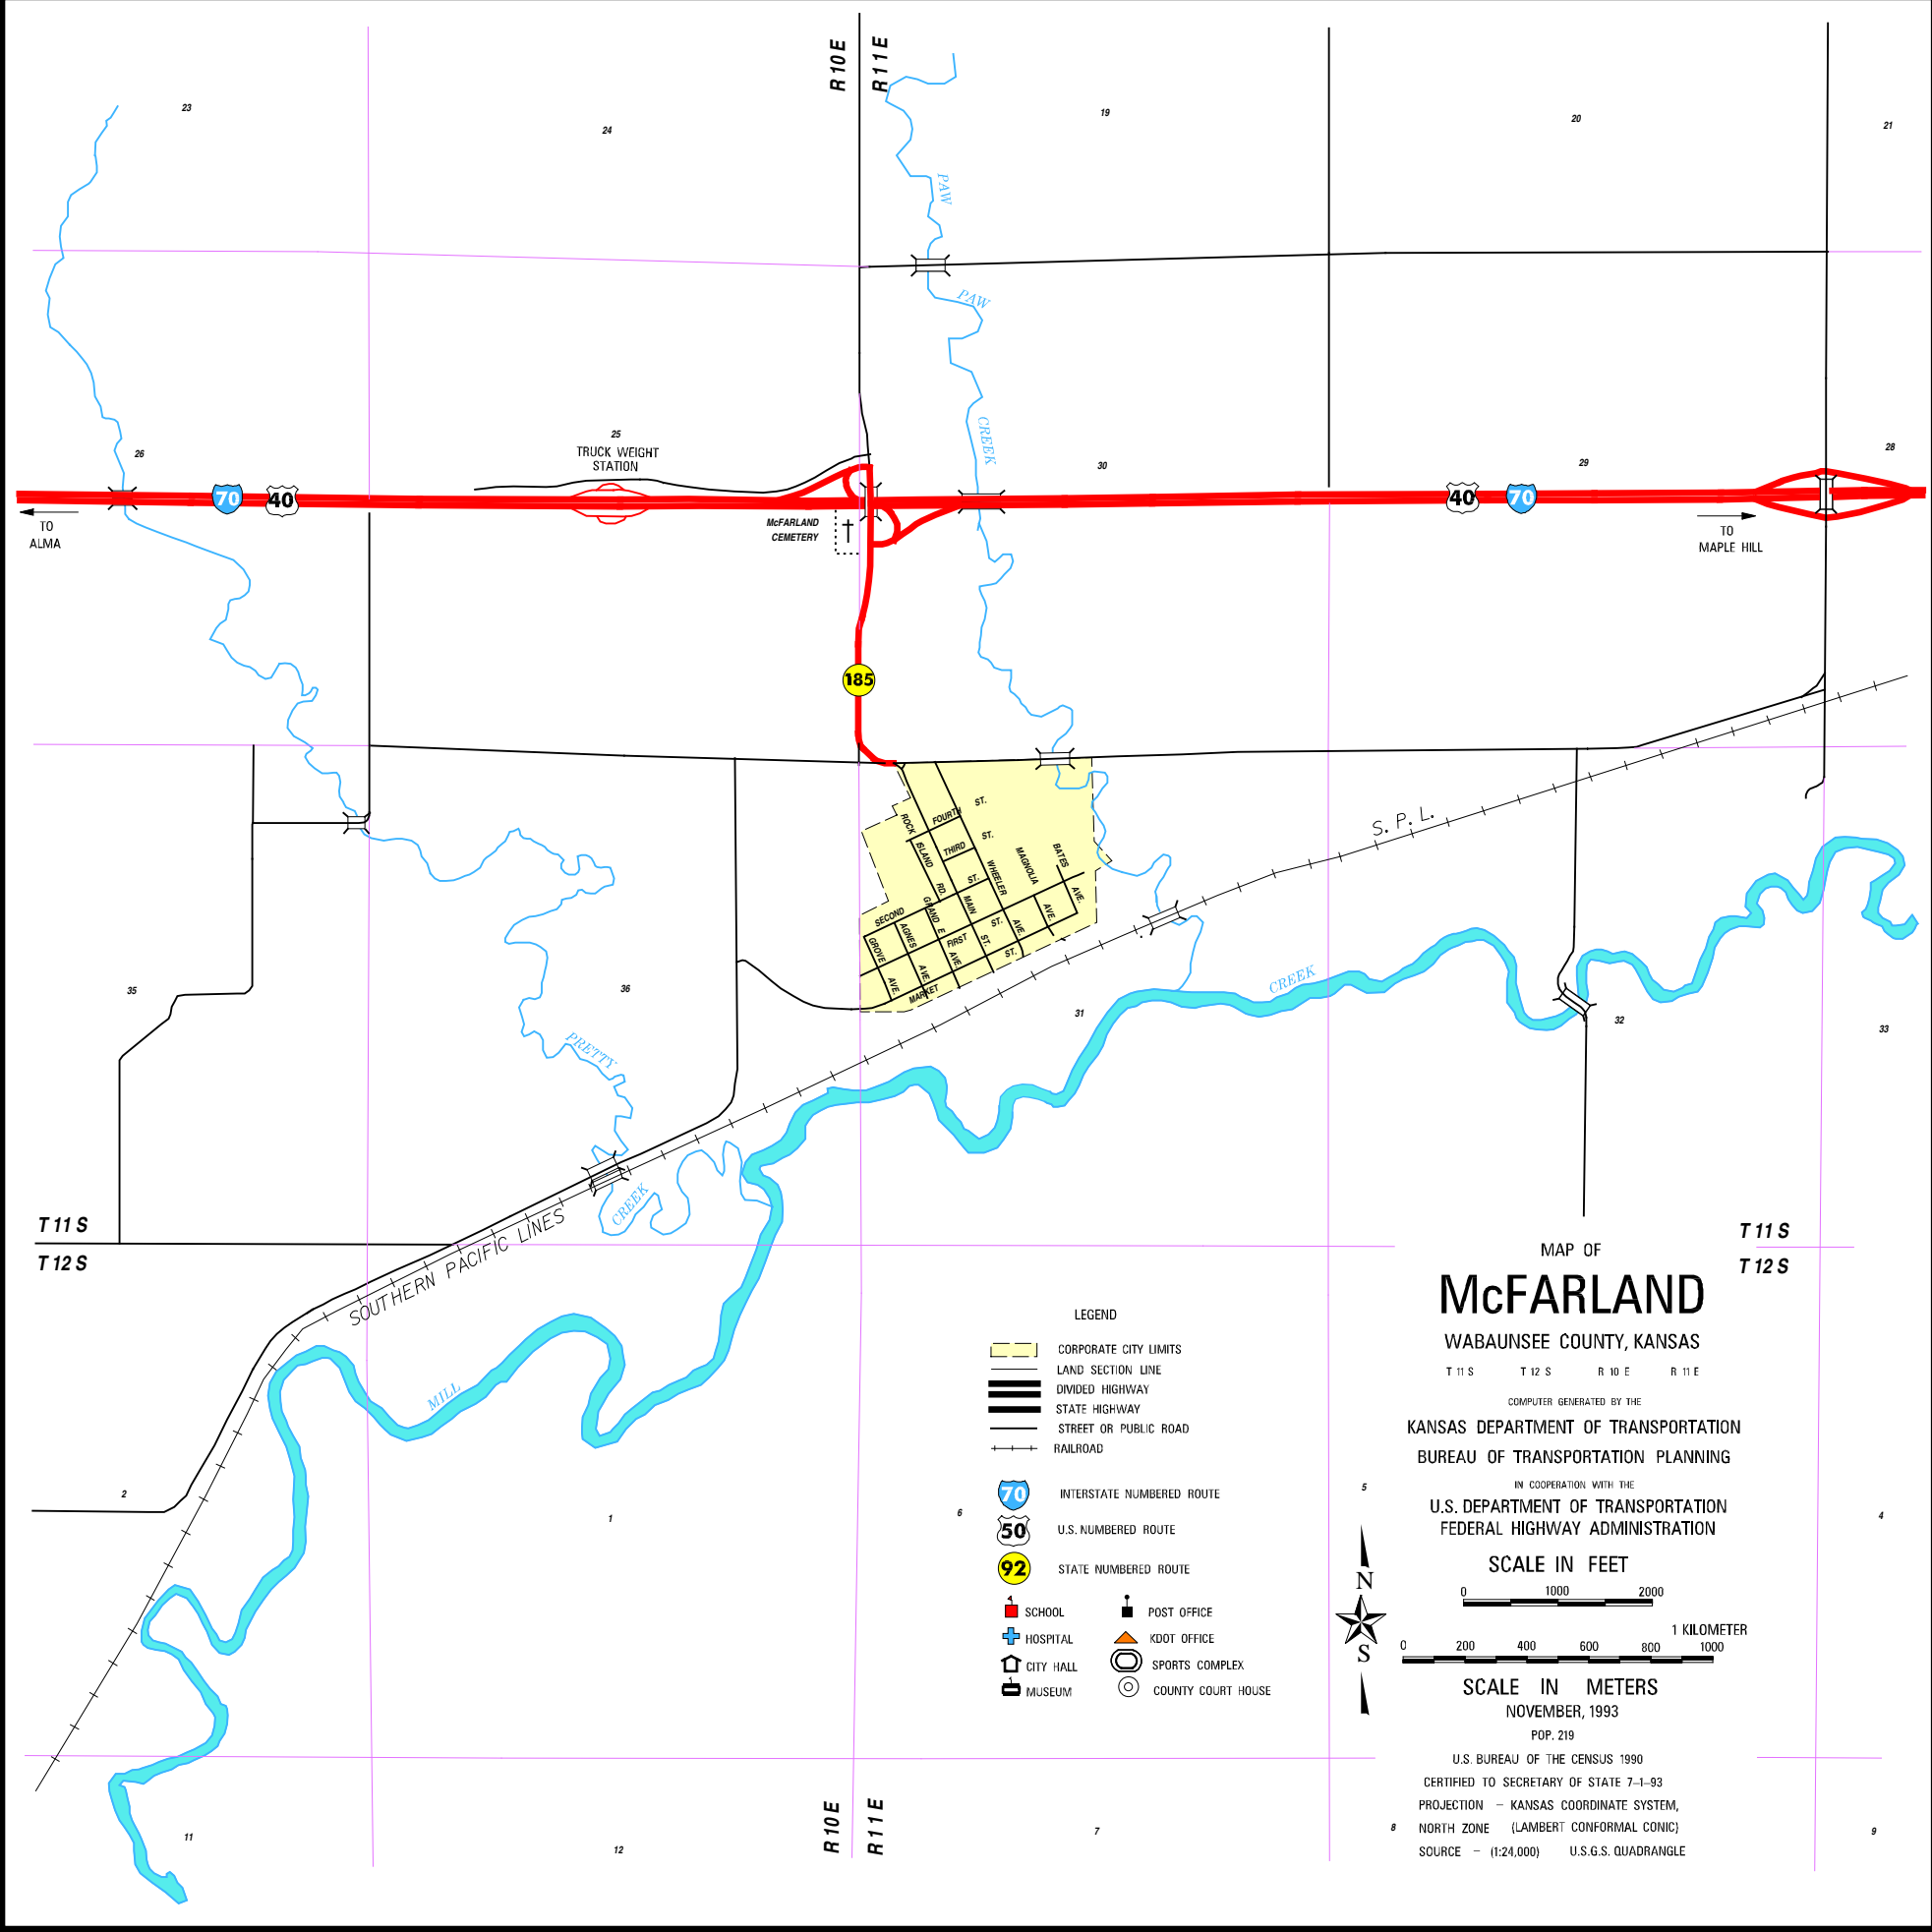 R 10 E
R 11 E
23
24
19
20
21
PAW
PAW
CREEK
26
25
TRUCK WEIGHT
STATION
30
29
28
70
40
40
70
TO
ALMA
McFARLAND
CEMETERY
TO
MAPLE HILL
185
FOURTH ST.
THIRD ST.
ROCK ISLAND RD.
WHEELER AVE.
MAGNOLIA AVE.
BATES AVE.
SECOND ST.
MAIN ST.
GRAND E AVE.
AGNES AVE.
GROVE AVE.
FIRST ST.
MARKET ST.
S. P. L.
35
36
31
32
33
CREEK
PRETTY
CREEK
SOUTHERN PACIFIC LINES
MILL
T 11 S
T 12 S
T 11 S
T 12 S
2
1
6
5
4
11
12
7
8
9
R 10 E
R 11 E
LEGEND
CORPORATE CITY LIMITS
LAND SECTION LINE
DIVIDED HIGHWAY
STATE HIGHWAY
STREET OR PUBLIC ROAD
RAILROAD
70 INTERSTATE NUMBERED ROUTE
50 U.S. NUMBERED ROUTE
92 STATE NUMBERED ROUTE
SCHOOL
POST OFFICE
HOSPITAL
KDOT OFFICE
CITY HALL
SPORTS COMPLEX
MUSEUM
COUNTY COURT HOUSE
N
S
MAP OF
McFARLAND
WABAUNSEE COUNTY, KANSAS
T 11 S T 12 S R 10 E R 11 E
COMPUTER GENERATED BY THE
KANSAS DEPARTMENT OF TRANSPORTATION
BUREAU OF TRANSPORTATION PLANNING
IN COOPERATION WITH THE
U.S. DEPARTMENT OF TRANSPORTATION
FEDERAL HIGHWAY ADMINISTRATION
SCALE IN FEET
0 1000 2000
1 KILOMETER
0 200 400 600 800 1000
SCALE IN METERS
NOVEMBER, 1993
POP. 219
U.S. BUREAU OF THE CENSUS 1990
CERTIFIED TO SECRETARY OF STATE 7-1-93
PROJECTION - KANSAS COORDINATE SYSTEM,
NORTH ZONE (LAMBERT CONFORMAL CONIC)
SOURCE - (1:24,000) U.S.G.S. QUADRANGLE